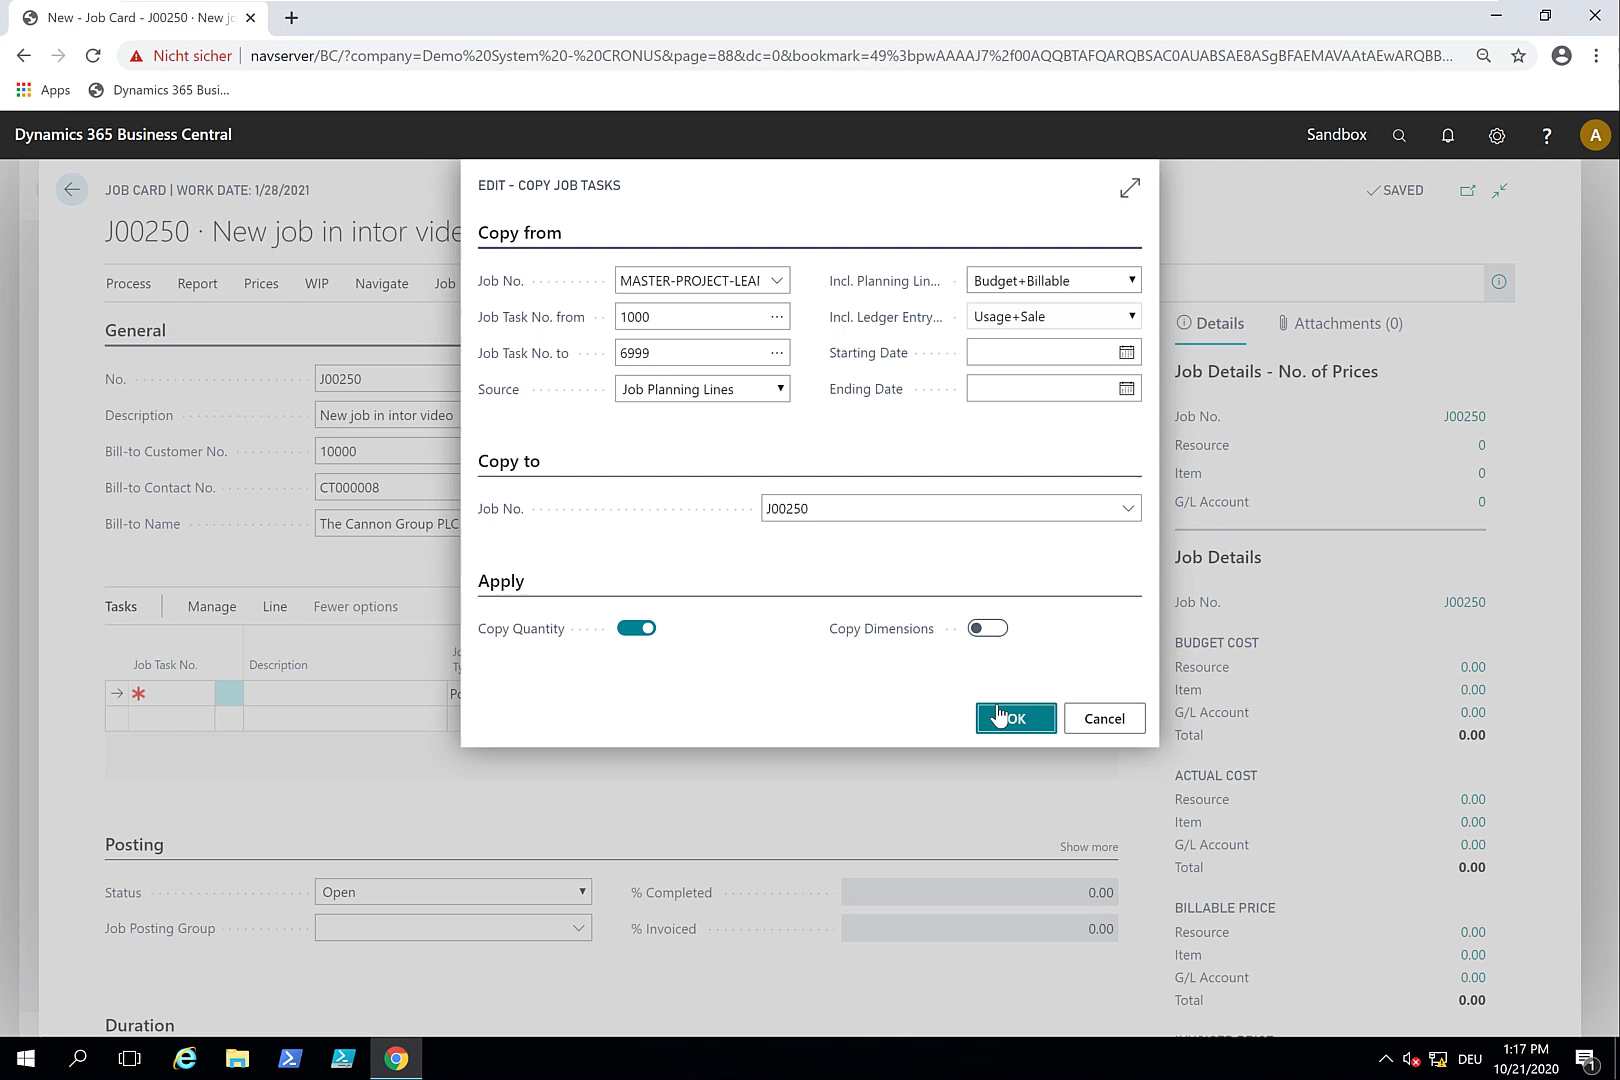 New - Job Card - J00250 · New j
Nicht sicher
navserver/BC/?company=Demo%20System%20-%20CRONUS&page=88&dc=0&bookmark=49%3bpwAAAAJ7%2f00AQQBTAFQARQBSAC0AUABSAE8ASgBFAEMAVAAtAEwARQBB...
Apps
Dynamics 365 Busi...
Dynamics 365 Business Central
Sandbox
?
A
JOB CARD | WORK DATE: 1/28/2021
SAVED
J00250 · New job in intor vide
Process
Report
Prices
WIP
Navigate
Job
General
No.
J00250
Description
New job in intor video
Bill-to Customer No.
10000
Bill-to Contact No.
CT000008
Bill-to Name
The Cannon Group PLC
Tasks
Manage
Line
Fewer options
Job Task No.
Description
Posting
Show more
Status
Open
% Completed
0.00
Job Posting Group
% Invoiced
0.00
Duration
EDIT - COPY JOB TASKS
Copy from
Job No.
MASTER-PROJECT-LEA
Incl. Planning Lin...
Budget+Billable
Job Task No. from
1000
Incl. Ledger Entry...
Usage+Sale
Job Task No. to
6999
Starting Date
Source
Job Planning Lines
Ending Date
Copy to
Job No.
J00250
Apply
Copy Quantity
Copy Dimensions
OK
Cancel
Details
Attachments (0)
Job Details - No. of Prices
Job No.
J00250
Resource
0
Item
0
G/L Account
0
Job Details
Job No.
J00250
BUDGET COST
Resource
0.00
Item
0.00
G/L Account
0.00
Total
0.00
ACTUAL COST
Resource
0.00
Item
0.00
G/L Account
0.00
Total
0.00
BILLABLE PRICE
Resource
0.00
Item
0.00
G/L Account
0.00
Total
0.00
DEU
1:17 PM
10/21/2020
1